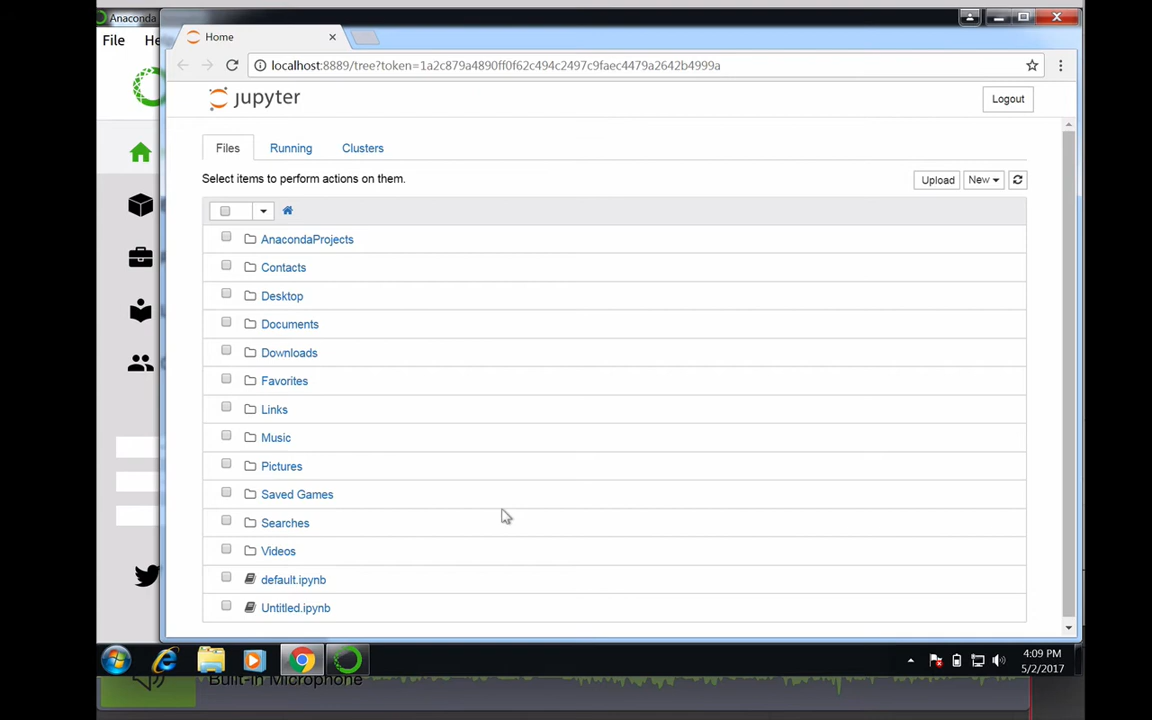 Anaconda
File He
Home
localhost:8889/tree?token=1a2c879a4890ff0f62c494c2497c9faec4479a2642b4999a
jupyter
Logout
Files Running Clusters
Select items to perform actions on them.
Upload New
AnacondaProjects
Contacts
Desktop
Documents
Downloads
Favorites
Links
Music
Pictures
Saved Games
Searches
Videos
default.ipynb
Untitled.ipynb
4:09 PM
5/2/2017
Built-in Microphone